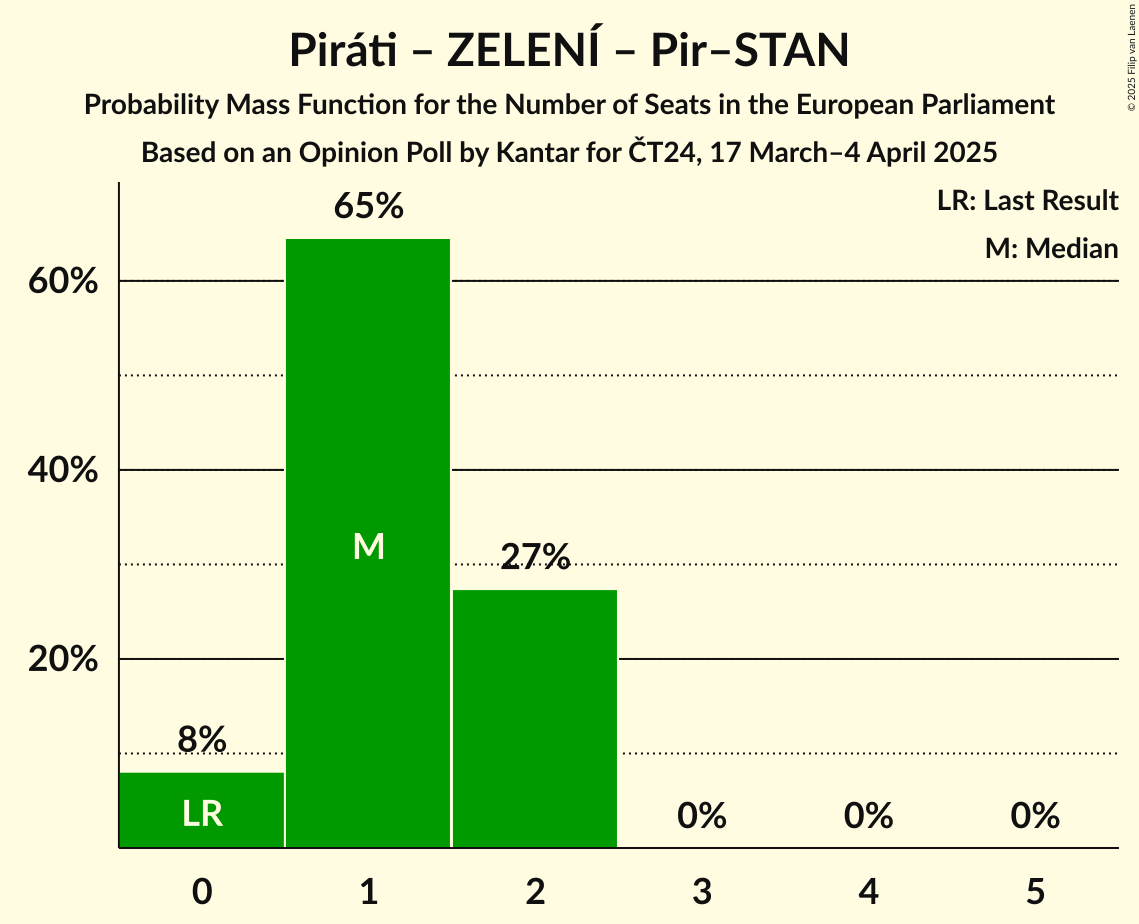 Piráti – ZELENÍ – Pir–STAN
Probability Mass Function for the Number of Seats in the European Parliament
Based on an Opinion Poll by Kantar for ČT24, 17 March–4 April 2025
© 2025 Filip van Laenen
LR: Last Result
M: Median
65%
60%
40%
M
27%
20%
8%
LR
0%
0%
0%
0
1
2
3
4
5